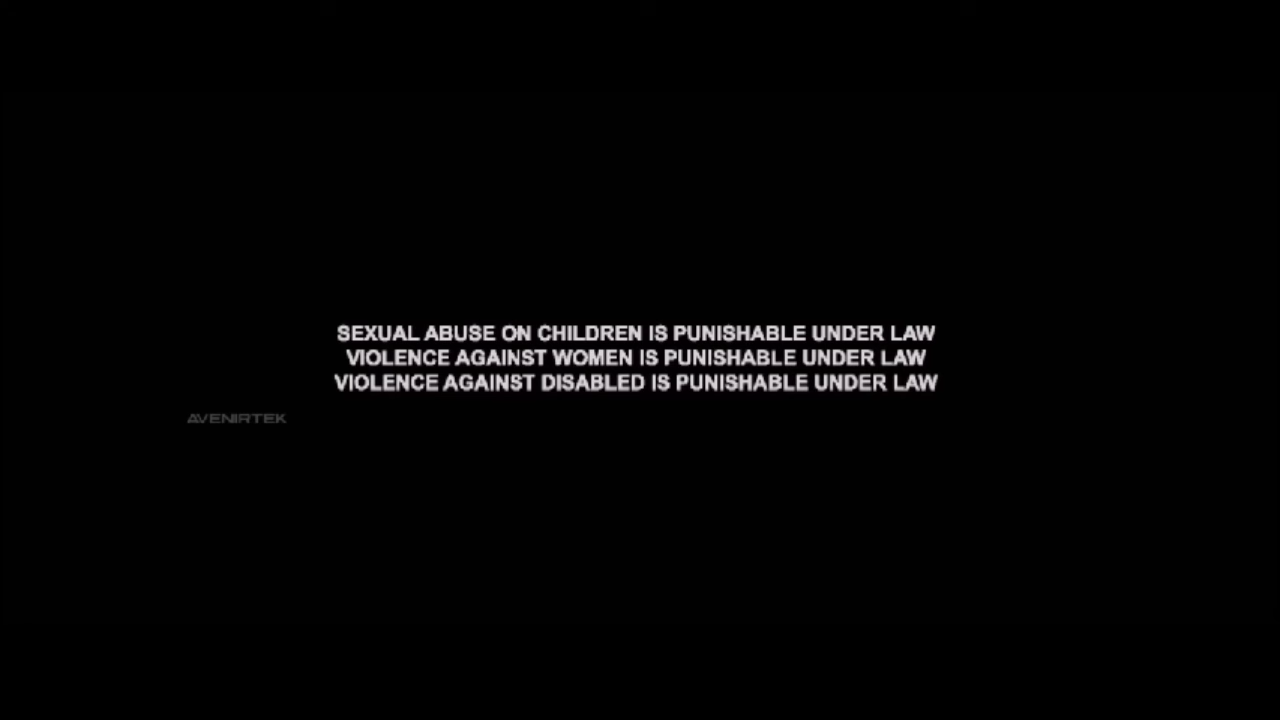 SEXUAL ABUSE ON CHILDREN IS PUNISHABLE UNDER LAW
VIOLENCE AGAINST WOMEN IS PUNISHABLE UNDER LAW
VIOLENCE AGAINST DISABLED IS PUNISHABLE UNDER LAW
AVENIRTEK